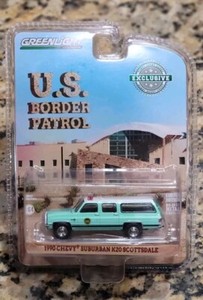 GREENLIGHT
EXCLUSIVE
U.S.
BORDER
PATROL
1990 CHEVY SUBURBAN K20 SCOTTSDALE